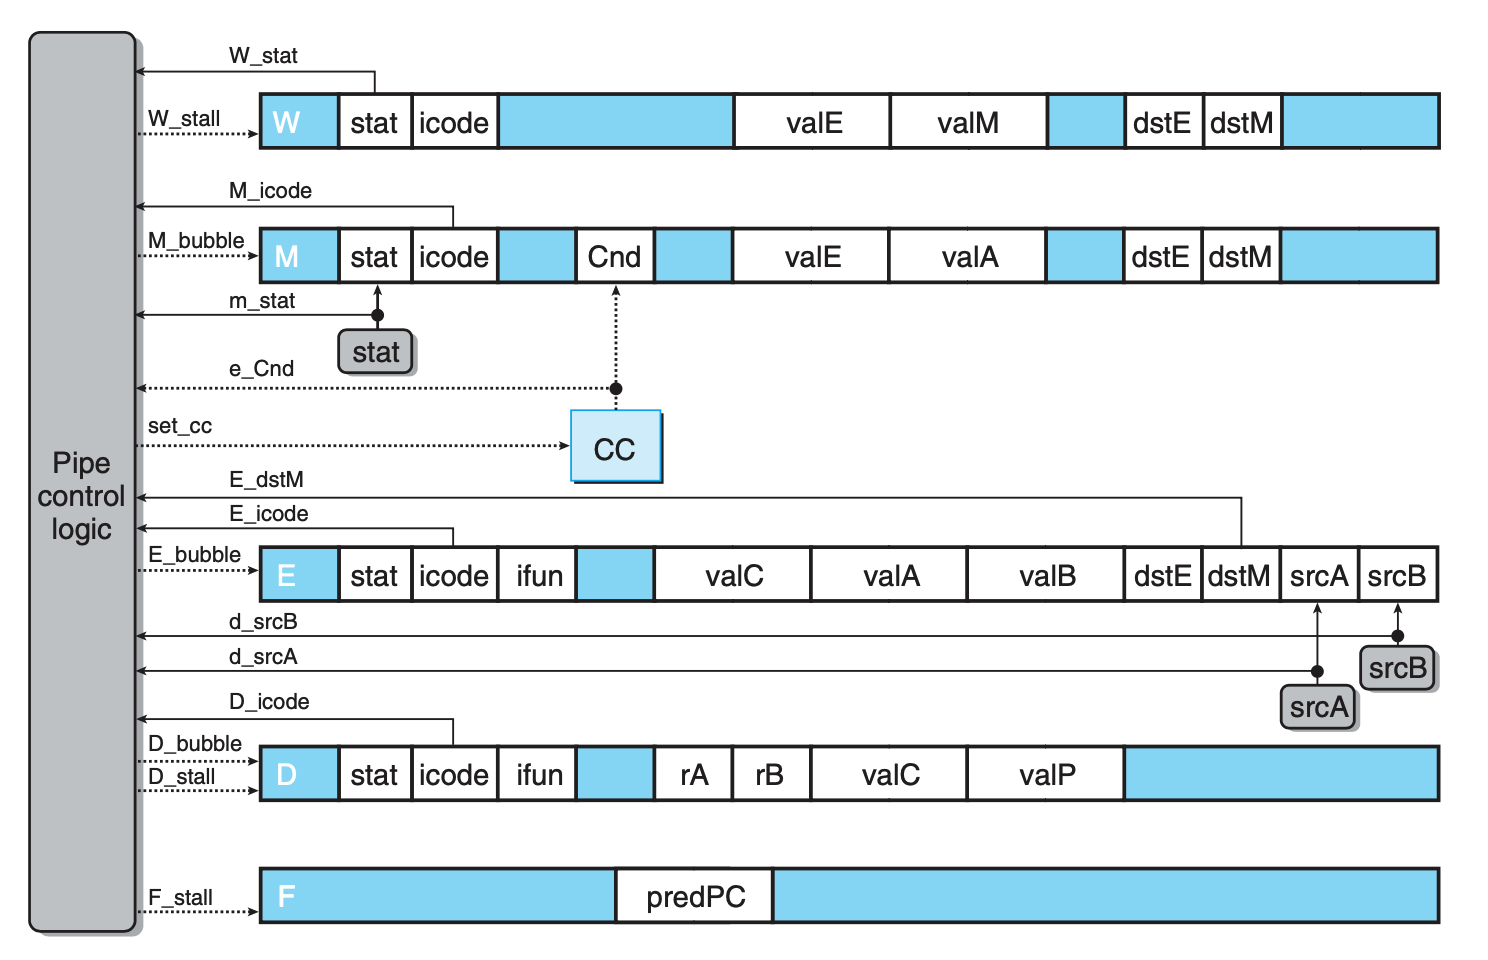 W_stat
W_stall
W stat icode valE valM dstE dstM
M_icode
M_bubble
M stat icode Cnd valE valA dstE dstM
m_stat
stat
e_Cnd
set_cc
CC
Pipe
control
logic
E_dstM
E_icode
E_bubble
E stat icode ifun valC valA valB dstE dstM srcA srcB
d_srcB
d_srcA
srcB
srcA
D_icode
D_bubble
D_stall
D stat icode ifun rA rB valC valP
F_stall
F predPC